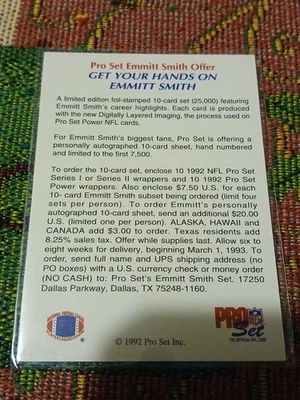 Pro Set Emmitt Smith Offer
GET YOUR HANDS ON
EMMITT SMITH
A limited edition foil-stamped 10-card set (25,000) featuring
Emmitt Smith's career highlights. Each card is produced
with the new Digitally Layered Imaging, the process used on
Pro Set Power NFL cards.
For Emmitt Smith's biggest fans, Pro Set is offering a
personally autographed 10-card sheet, hand numbered
and limited to the first 7,500.
To order the 10-card set, enclose 10 1992 NFL Pro Set
Series I or Series II wrappers and 10 1992 Pro Set
Power wrappers. Also enclose $7.50 U.S. for each
10- card Emmitt Smith subset being ordered (limit four
sets per person). To order Emmitt's personally
autographed 10-card sheet, send an additional $20.00
U.S. (limited one person). ALASKA, HAWAII and
CANADA add $3.00 to order. Texas residents add
8.25% sales tax. Offer while supplies last. Allow six to
eight weeks for delivery, beginning March 1, 1993. To
order, send full name and UPS shipping address (no
PO boxes) with a U.S. currency check or money order
(NO CASH) to: Pro Set's Emmitt Smith Set, 17250
Dallas Parkway, Dallas, TX 75248-1160.
PRO
Set
THE OFFICIAL NFL CARD
© 1992 Pro Set Inc.